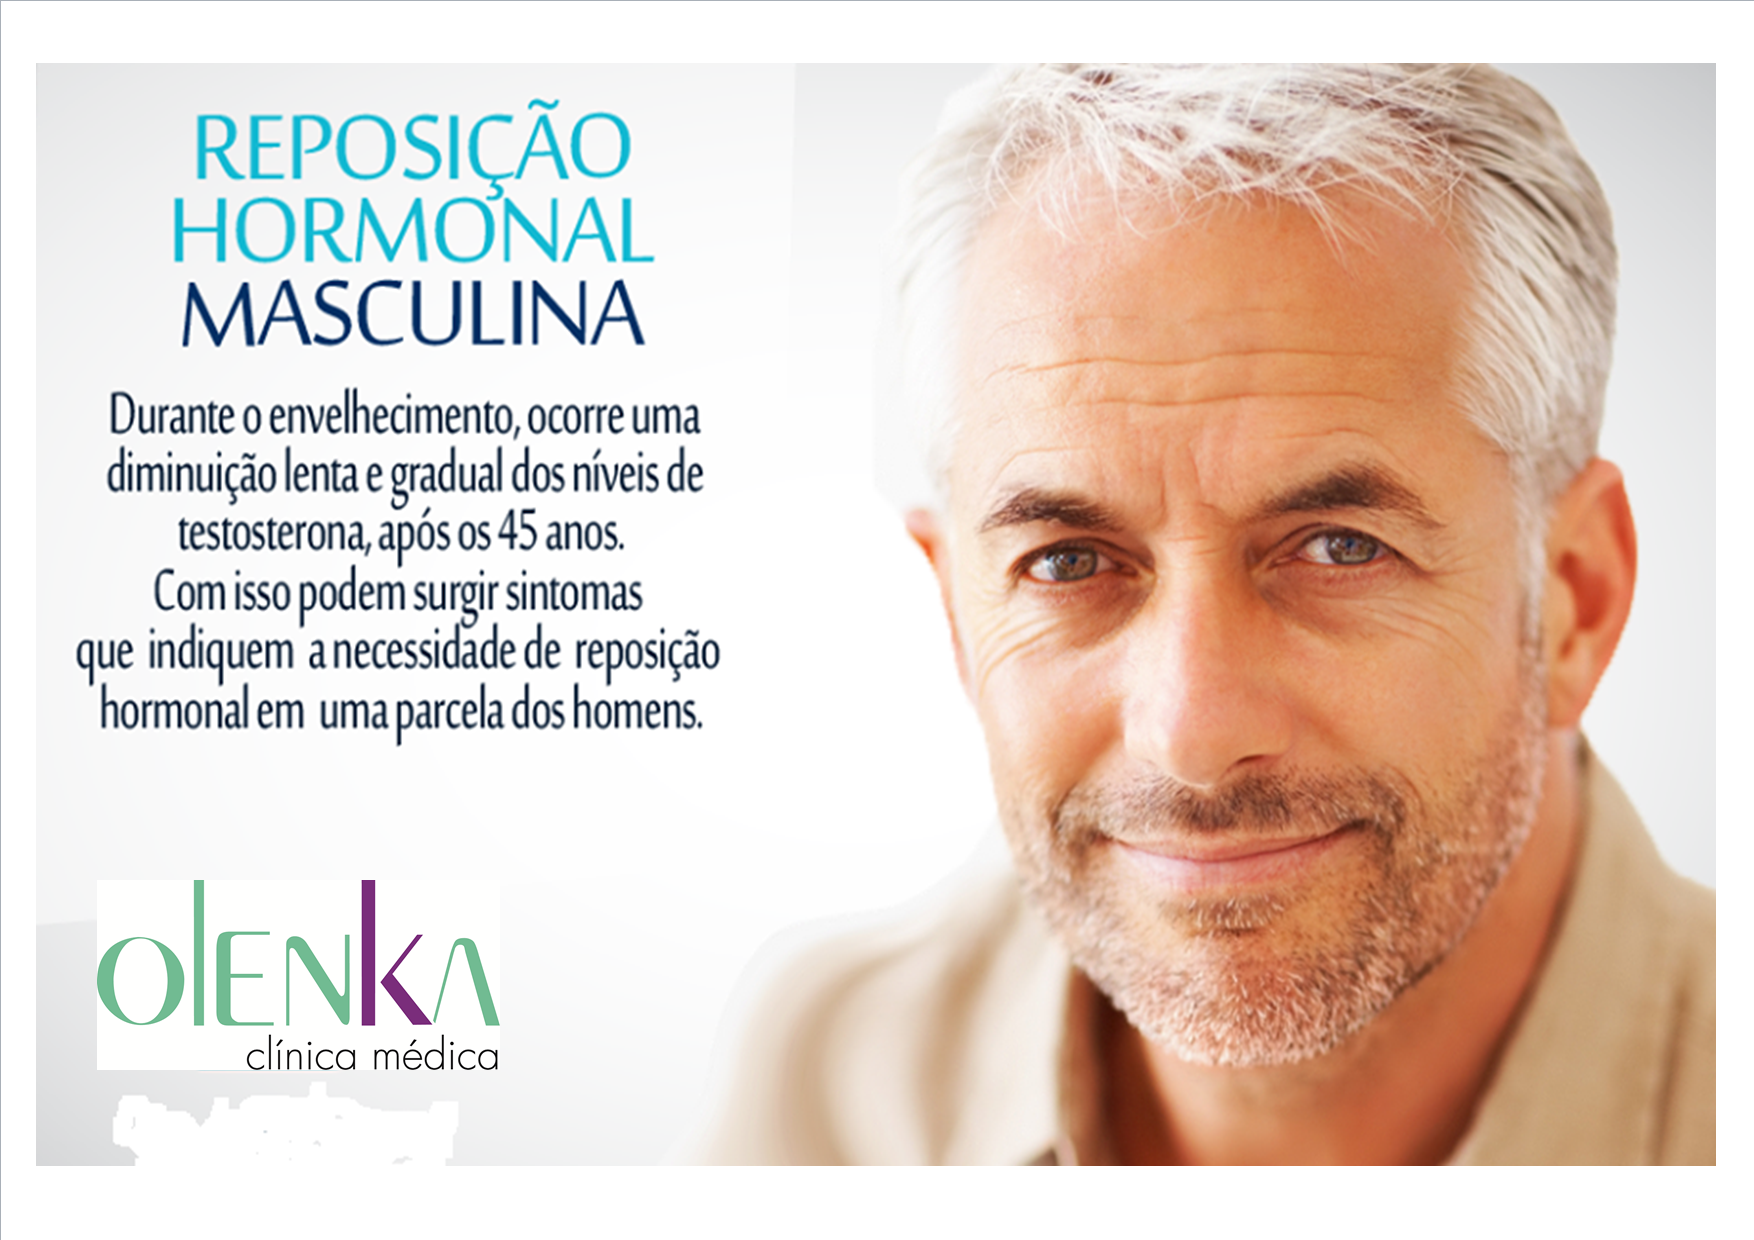 REPOSIÇÃO
HORMONAL
MASCULINA
Durante o envelhecimento, ocorre uma
diminuição lenta e gradual dos níveis de
testosterona, após os 45 anos.
Com isso podem surgir sintomas
que indiquem a necessidade de reposição
hormonal em uma parcela dos homens.
OlENKA
clínica médica